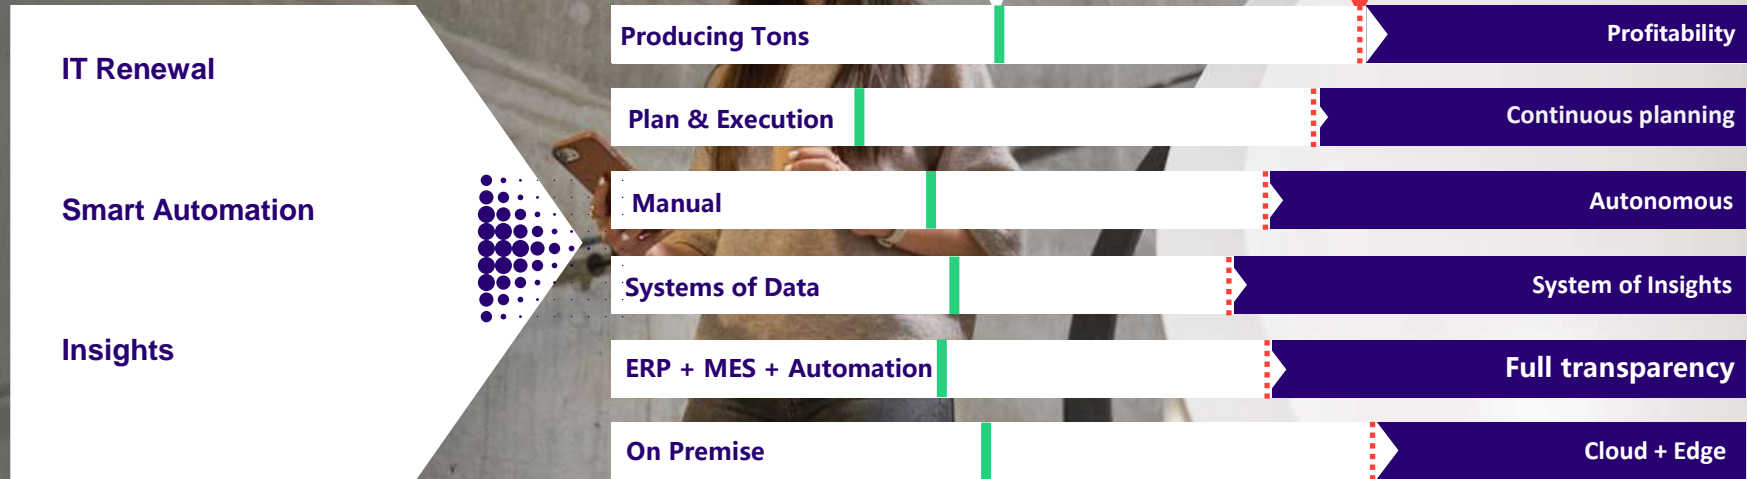 IT Renewal
Smart Automation
Insights
Producing Tons
Profitability
Plan & Execution
Continuous planning
Manual
Autonomous
Systems of Data
System of Insights
ERP + MES + Automation
Full transparency
On Premise
Cloud + Edge